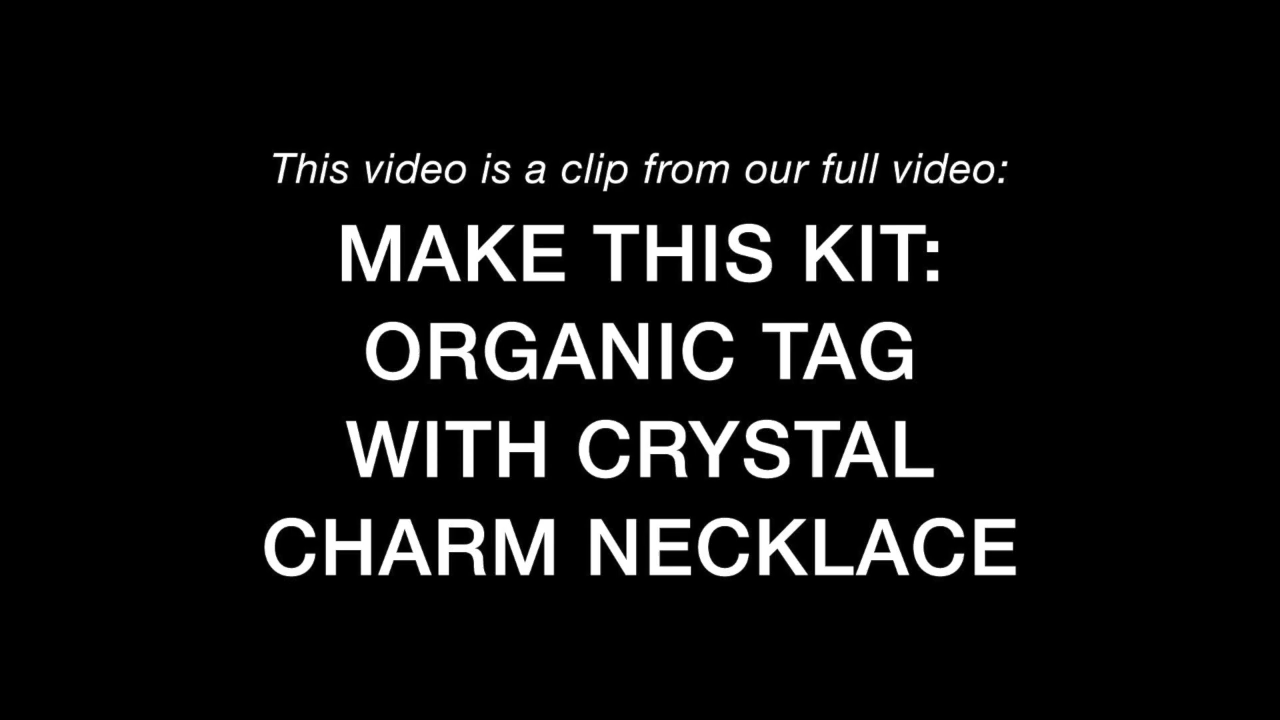 This video is a clip from our full video:
MAKE THIS KIT:
ORGANIC TAG
WITH CRYSTAL
CHARM NECKLACE